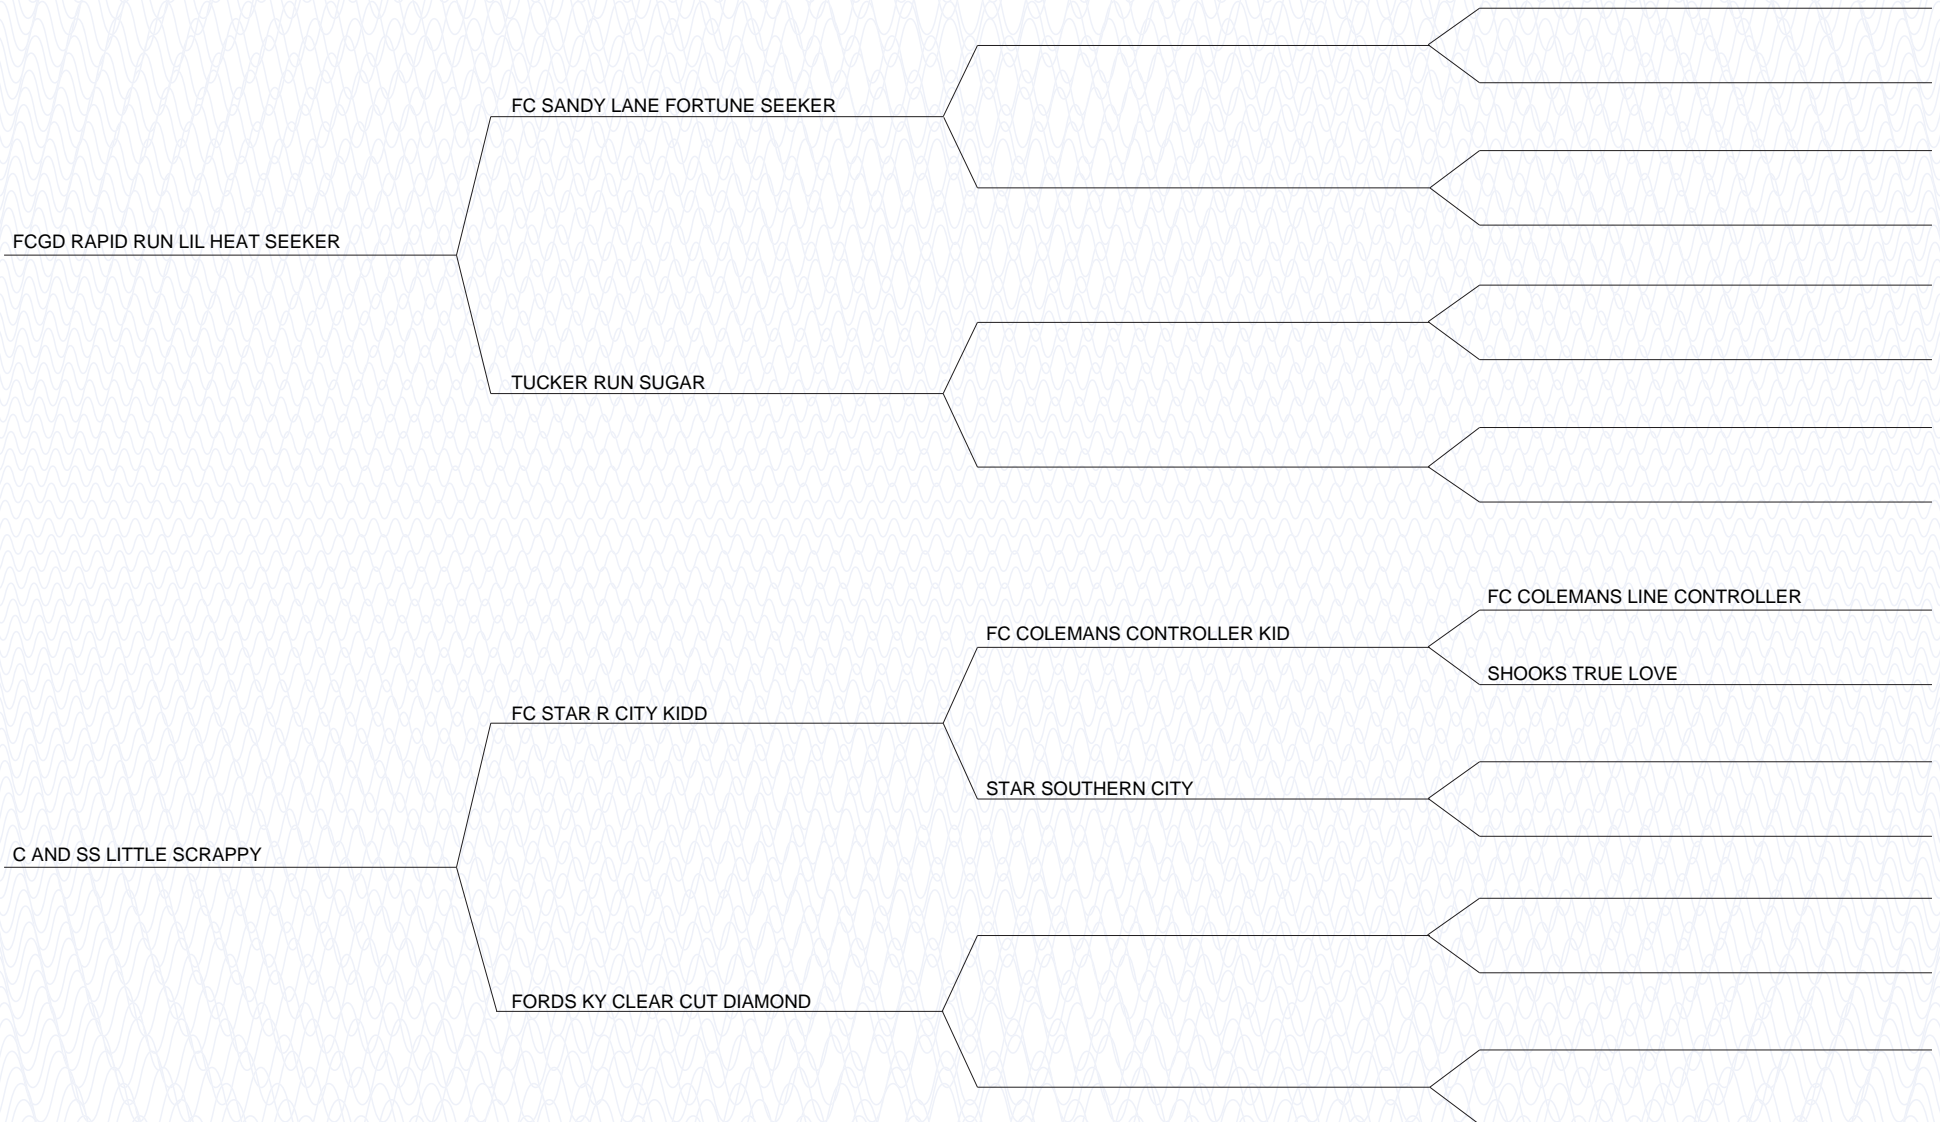 FC SANDY LANE FORTUNE SEEKER
FCGD RAPID RUN LIL HEAT SEEKER
TUCKER RUN SUGAR
FC COLEMANS LINE CONTROLLER
FC COLEMANS CONTROLLER KID
SHOOKS TRUE LOVE
FC STAR R CITY KIDD
STAR SOUTHERN CITY
C AND SS LITTLE SCRAPPY
FORDS KY CLEAR CUT DIAMOND